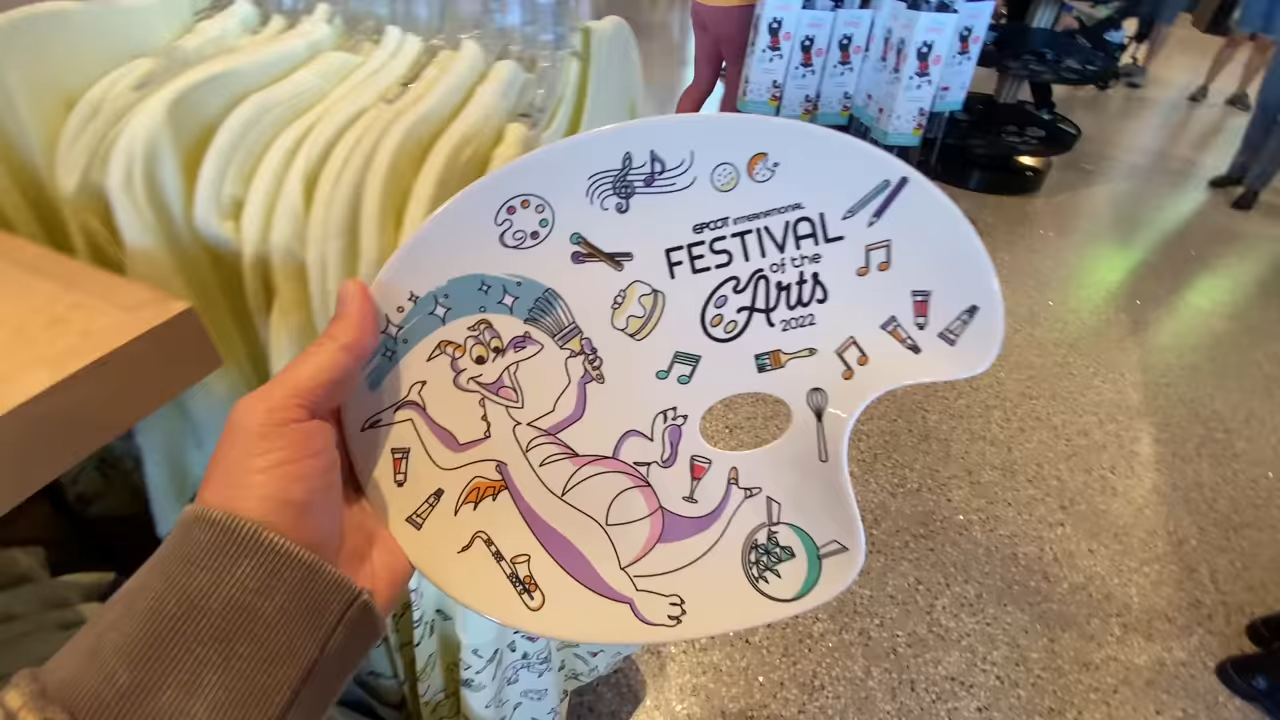 EPCOT INTERNATIONAL
FESTIVAL
of the
Arts
2022